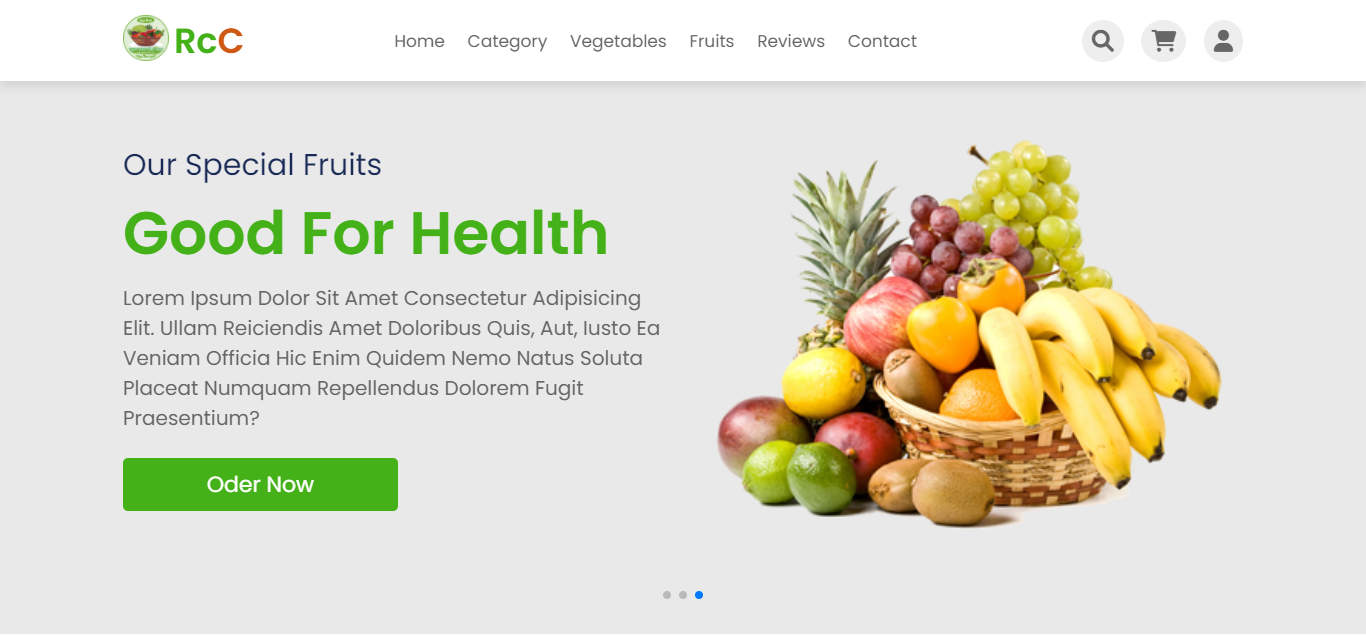 RcC
Home Category Vegetables Fruits Reviews Contact
Our Special Fruits
Good For Health
Lorem Ipsum Dolor Sit Amet Consectetur Adipisicing
Elit. Ullam Reiciendis Amet Doloribus Quis, Aut, Iusto Ea
Veniam Officia Hic Enim Quidem Nemo Natus Soluta
Placeat Numquam Repellendus Dolorem Fugit
Praesentium?
Oder Now